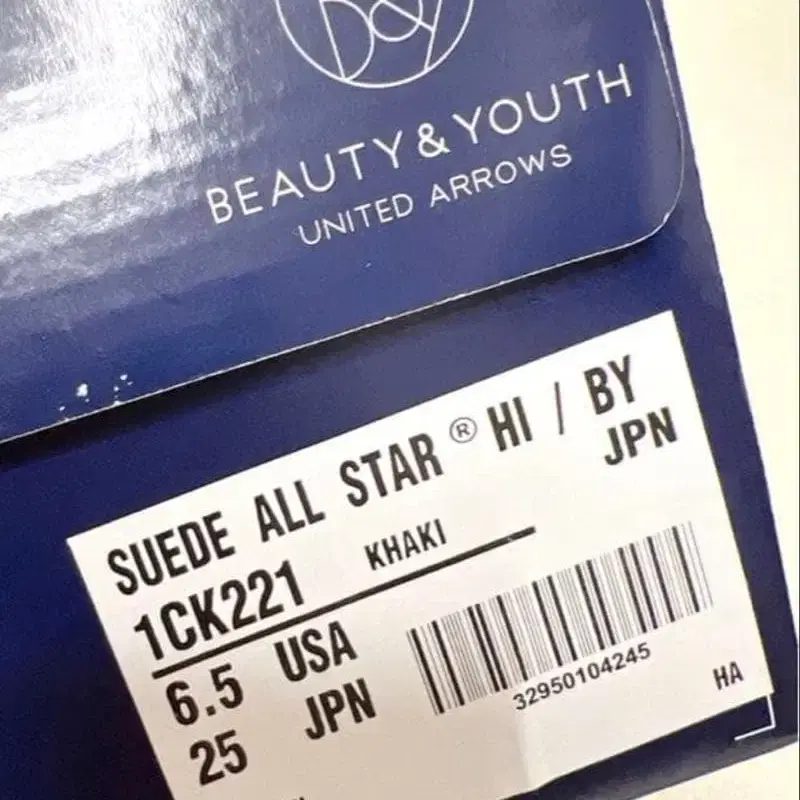 BEAUTY & YOUTH
UNITED ARROWS
SUEDE ALL STAR ® HI / BY
JPN
1CK221 KHAKI
6.5 USA
25 JPN
32950104245
HA